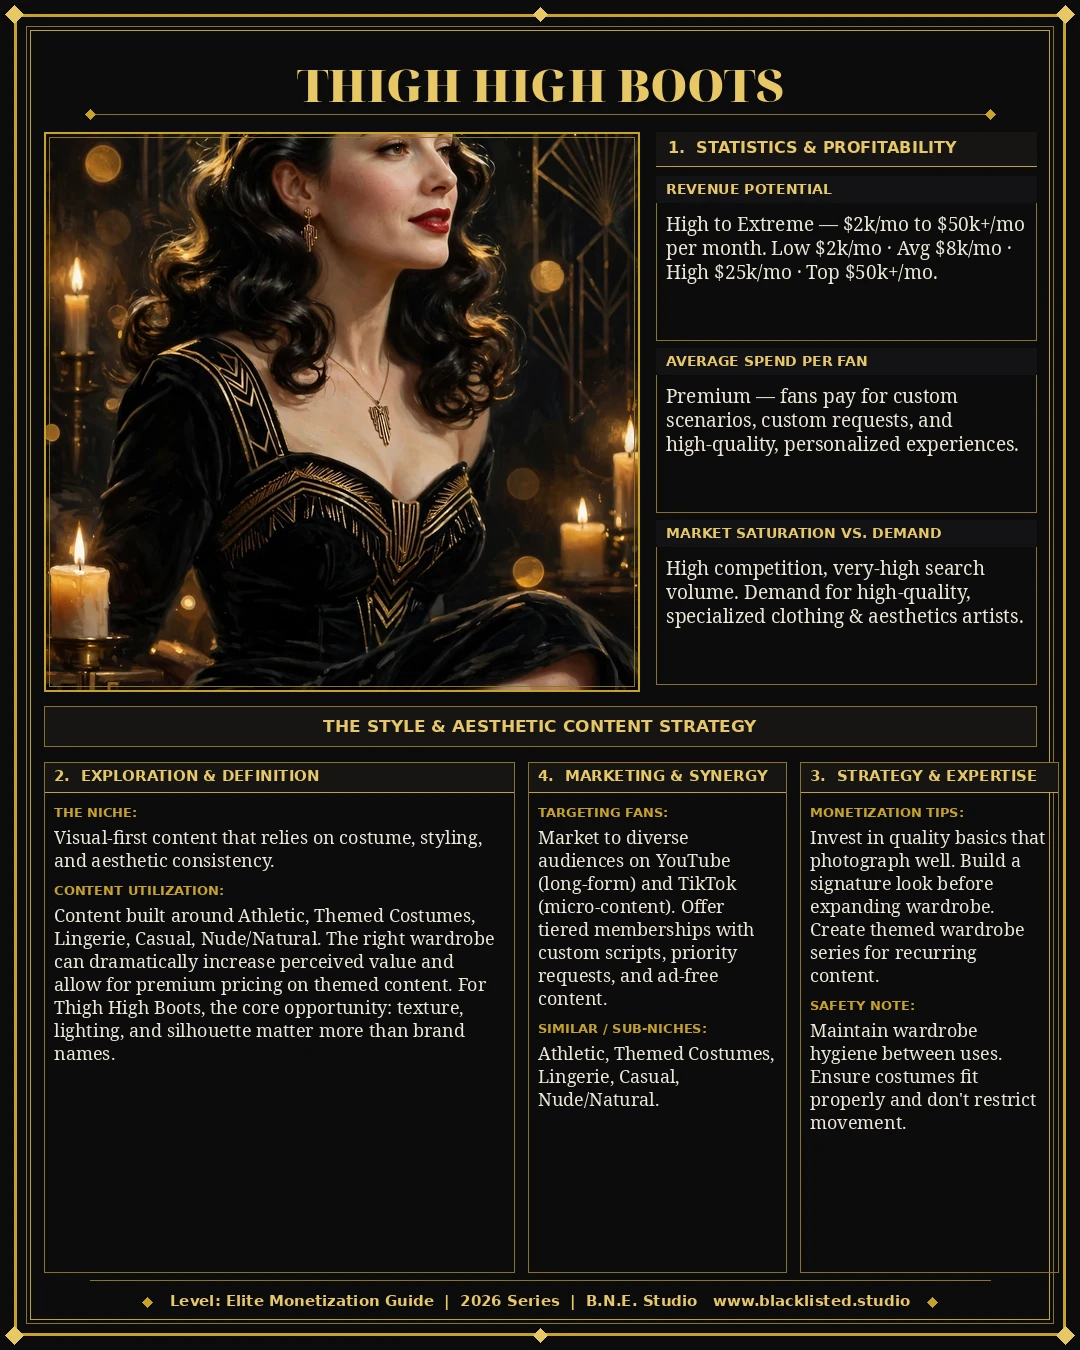 THIGH HIGH BOOTS
1. STATISTICS & PROFITABILITY
REVENUE POTENTIAL
High to Extreme — $2k/mo to $50k+/mo
per month. Low $2k/mo · Avg $8k/mo ·
High $25k/mo · Top $50k+/mo.
AVERAGE SPEND PER FAN
Premium — fans pay for custom
scenarios, custom requests, and
high-quality, personalized experiences.
MARKET SATURATION VS. DEMAND
High competition, very-high search
volume. Demand for high-quality,
specialized clothing & aesthetics artists.
THE STYLE & AESTHETIC CONTENT STRATEGY
2. EXPLORATION & DEFINITION
THE NICHE:
Visual-first content that relies on costume, styling,
and aesthetic consistency.
CONTENT UTILIZATION:
Content built around Athletic, Themed Costumes,
Lingerie, Casual, Nude/Natural. The right wardrobe
can dramatically increase perceived value and
allow for premium pricing on themed content. For
Thigh High Boots, the core opportunity: texture,
lighting, and silhouette matter more than brand
names.
4. MARKETING & SYNERGY
TARGETING FANS:
Market to diverse
audiences on YouTube
(long-form) and TikTok
(micro-content). Offer
tiered memberships with
custom scripts, priority
requests, and ad-free
content.
SIMILAR / SUB-NICHES:
Athletic, Themed Costumes,
Lingerie, Casual,
Nude/Natural.
3. STRATEGY & EXPERTISE
MONETIZATION TIPS:
Invest in quality basics that
photograph well. Build a
signature look before
expanding wardrobe.
Create themed wardrobe
series for recurring
content.
SAFETY NOTE:
Maintain wardrobe
hygiene between uses.
Ensure costumes fit
properly and don't restrict
movement.
Level: Elite Monetization Guide | 2026 Series | B.N.E. Studio www.blacklisted.studio